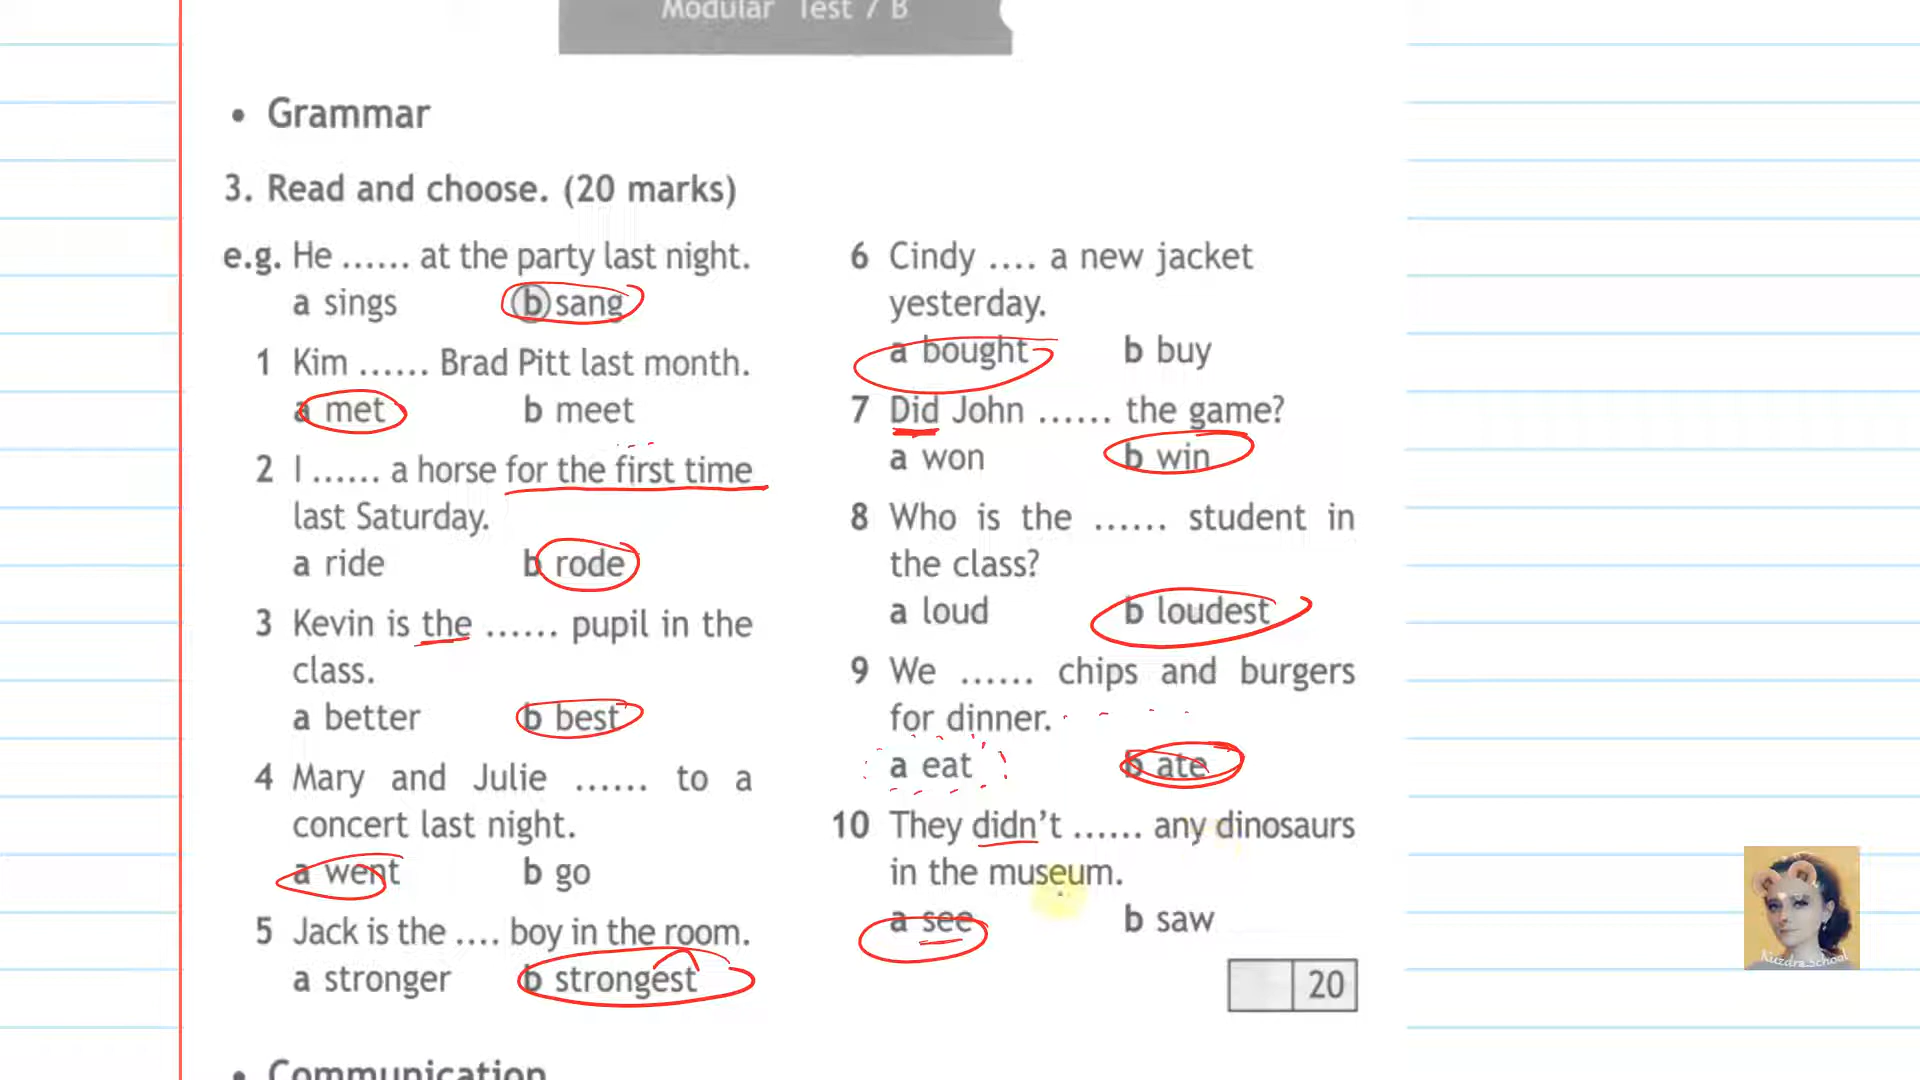 Modular Test 7 B
• Grammar
3. Read and choose. (20 marks)
e.g. He ...... at the party last night.
a sings b sang
1 Kim ...... Brad Pitt last month.
a met b meet
2 I ...... a horse for the first time
last Saturday.
a ride b rode
3 Kevin is the ...... pupil in the
class.
a better b best
4 Mary and Julie ...... to a
concert last night.
a went b go
5 Jack is the .... boy in the room.
a stronger b strongest
6 Cindy .... a new jacket
yesterday.
a bought b buy
7 Did John ...... the game?
a won b win
8 Who is the ...... student in
the class?
a loud b loudest
9 We ...... chips and burgers
for dinner.
a eat b ate
10 They didn't ...... any dinosaurs
in the museum.
a see b saw
20
• Communication
Kuzdra_School